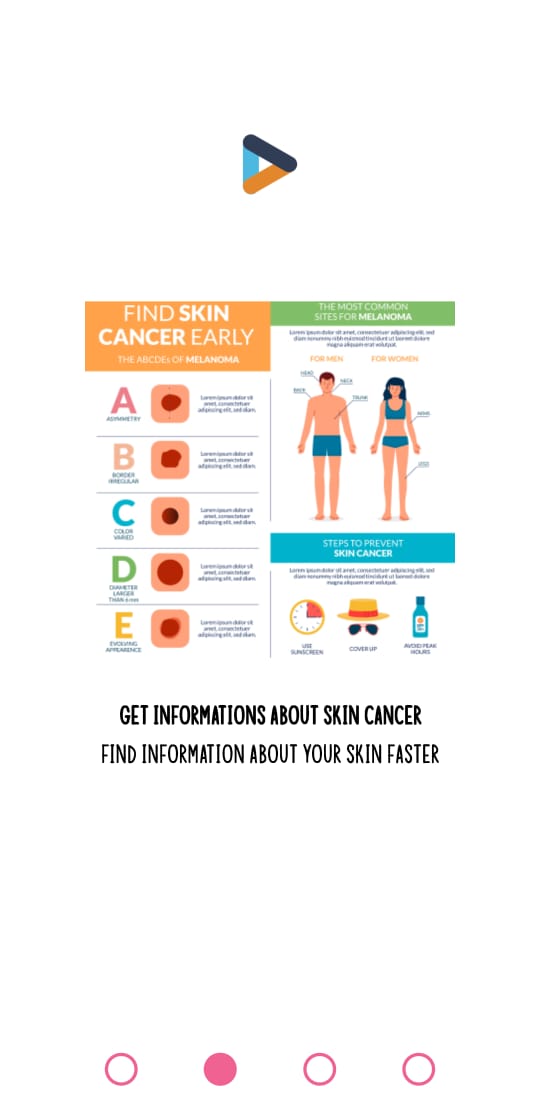 FIND SKIN
CANCER EARLY
THE ABCDEs OF MELANOMA
A
ASYMMETRY
Lorem ipsum dolor sit
amet, consectetuer
adipiscing elit, sed diam.
B
BORDER
IRREGULAR
Lorem ipsum dolor sit
amet, consectetuer
adipiscing elit, sed diam.
C
COLOR
VARIED
Lorem ipsum dolor sit
amet, consectetuer
adipiscing elit, sed diam.
D
DIAMETER
LARGER
THAN 6 mm
Lorem ipsum dolor sit
amet, consectetuer
adipiscing elit, sed diam.
E
EVOLVING
APPEARENCE
Lorem ipsum dolor sit
amet, consectetuer
adipiscing elit, sed diam.
THE MOST COMMON
SITES FOR MELANOMA
Lorem ipsum dolor sit amet, consectetuer adipiscing elit, sed
diam nonummy nibh euismod tincidunt ut laoreet dolore
magna aliquam erat volutpat.
FOR MEN
FOR WOMEN
HEAD
NECK
BACK
TRUNK
ARMS
LEGS
STEPS TO PREVENT
SKIN CANCER
Lorem ipsum dolor sit amet, consectetuer adipiscing elit, sed
diam nonummy nibh euismod tincidunt ut laoreet dolore
magna aliquam erat volutpat.
USE
SUNSCREEN
COVER UP
AVOID PEAK
HOURS
GET INFORMATIONS ABOUT SKIN CANCER
FIND INFORMATION ABOUT YOUR SKIN FASTER